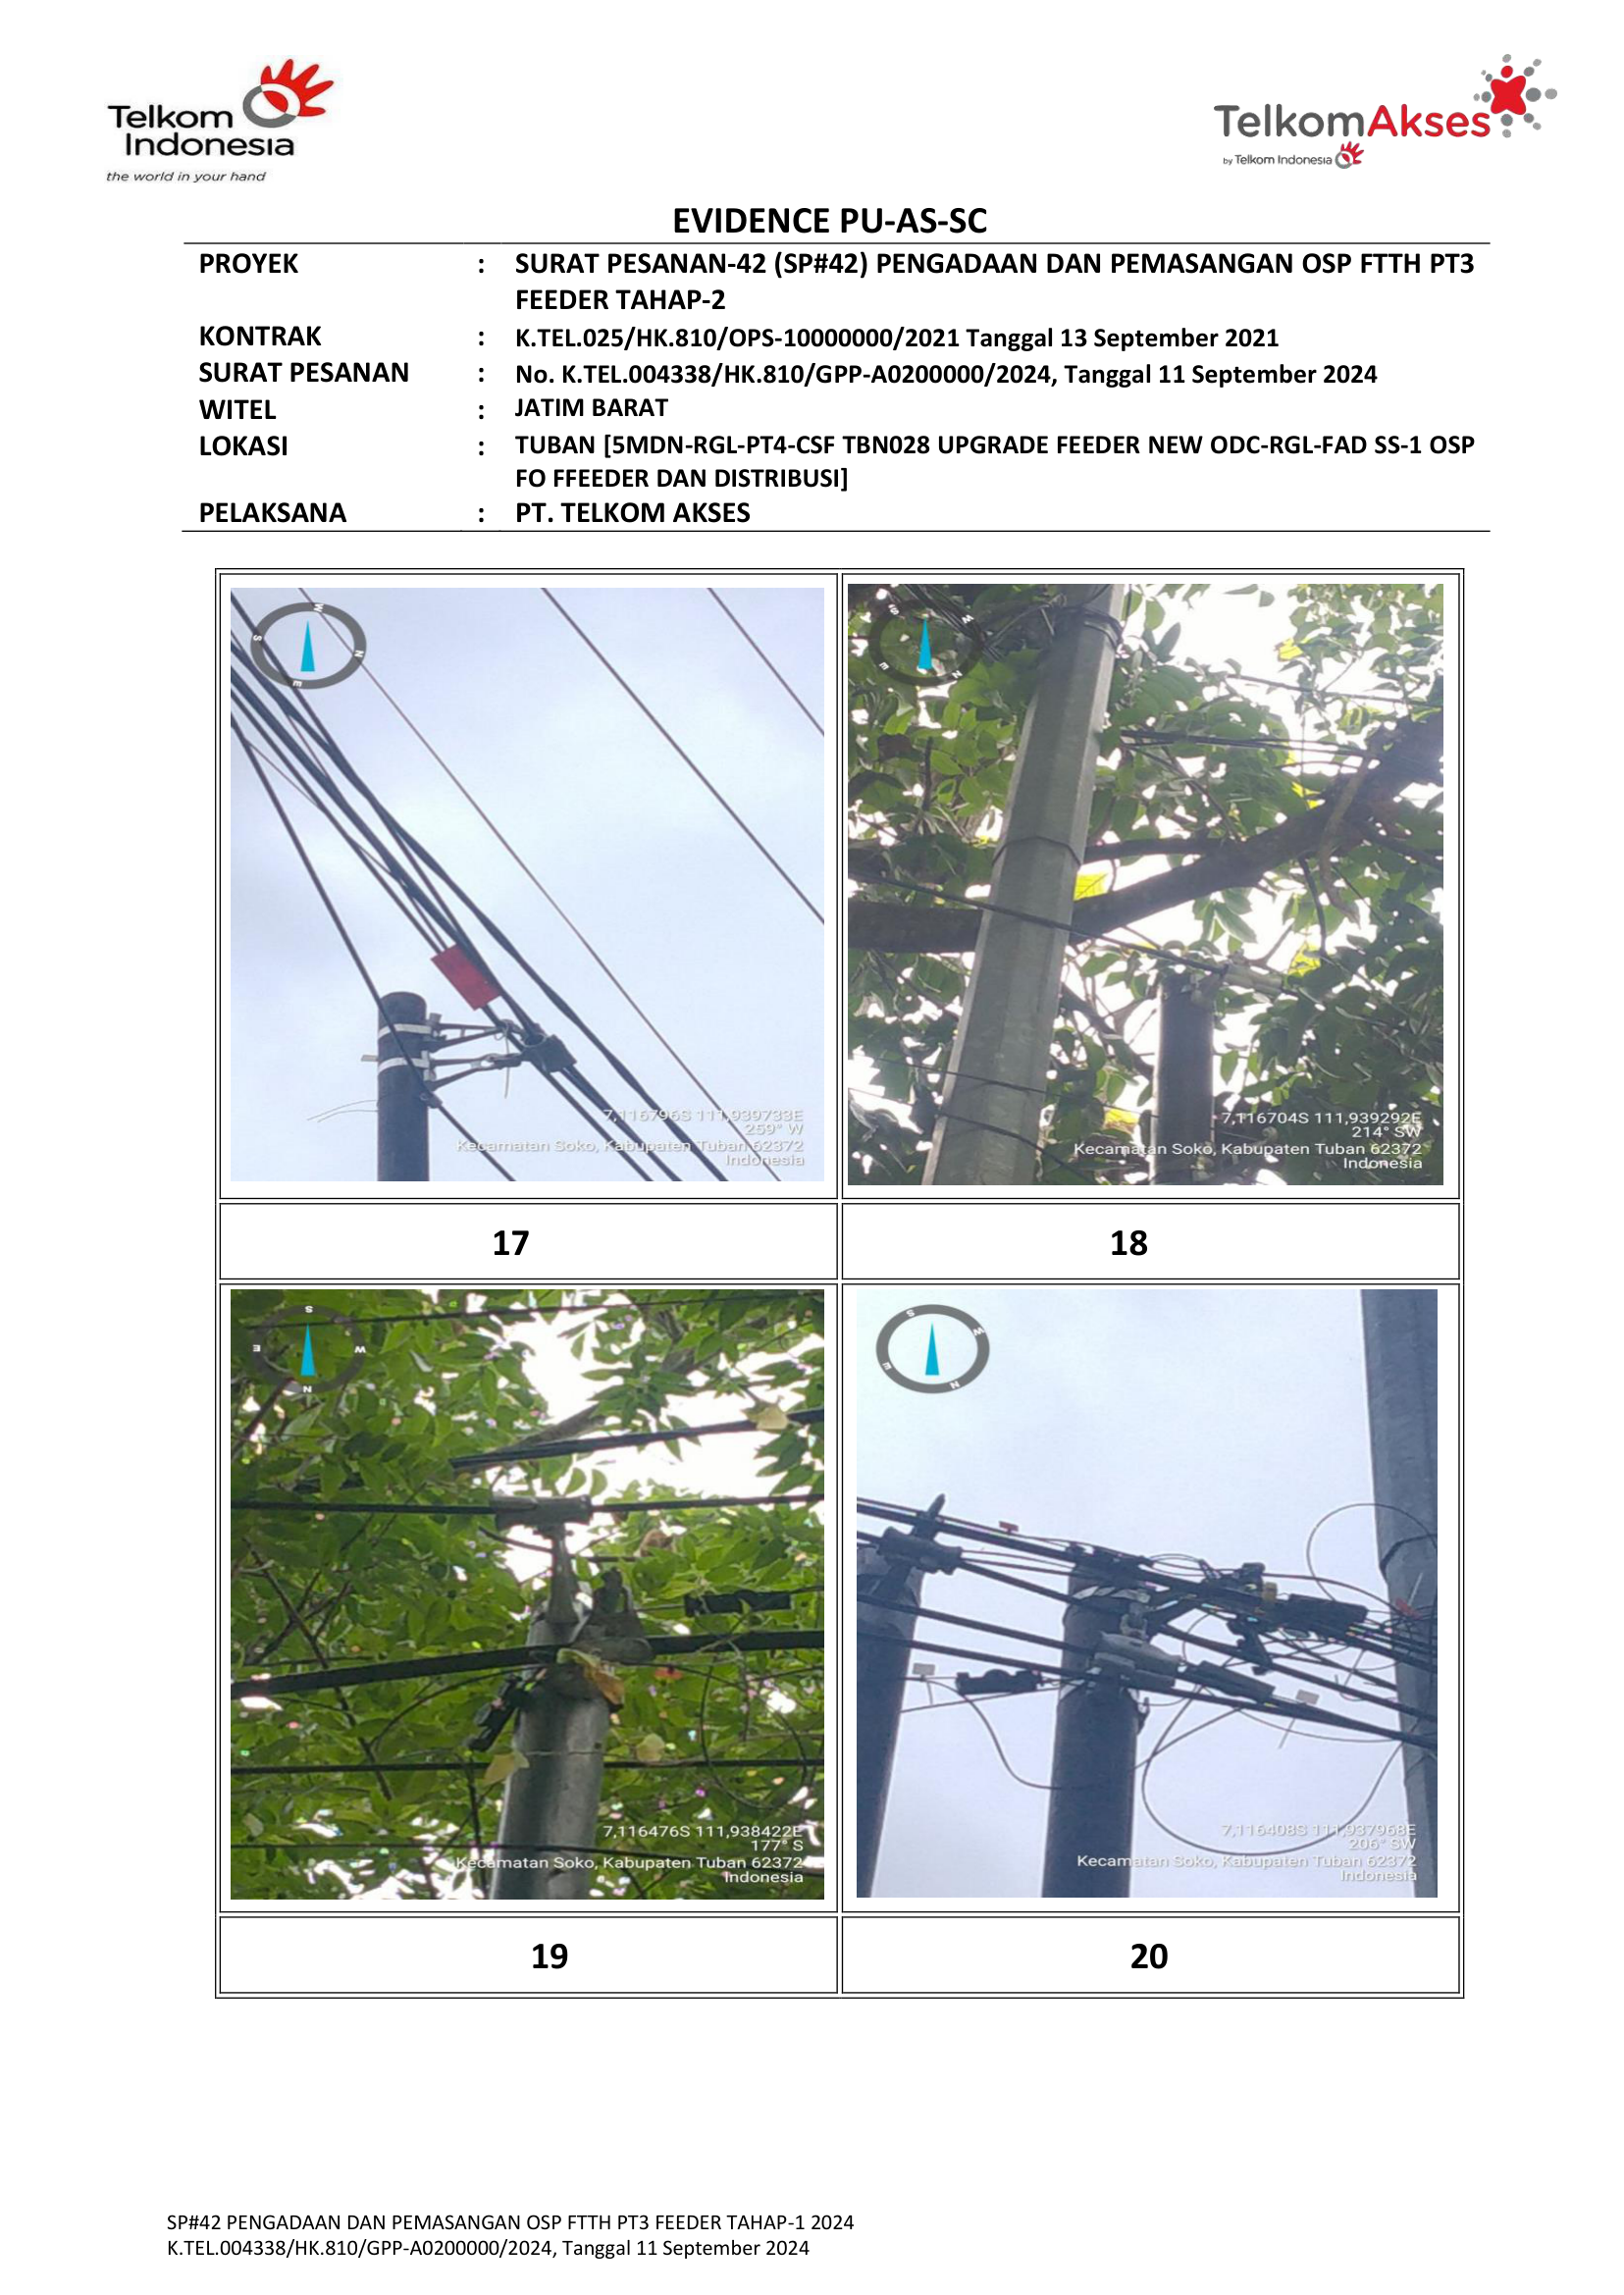 Telkom
Indonesia
the world in your hand
TelkomAkses
by Telkom Indonesia
EVIDENCE PU-AS-SC
PROYEK : SURAT PESANAN-42 (SP#42) PENGADAAN DAN PEMASANGAN OSP FTTH PT3
FEEDER TAHAP-2
KONTRAK : K.TEL.025/HK.810/OPS-10000000/2021 Tanggal 13 September 2021
SURAT PESANAN : No. K.TEL.004338/HK.810/GPP-A0200000/2024, Tanggal 11 September 2024
WITEL : JATIM BARAT
LOKASI : TUBAN [5MDN-RGL-PT4-CSF TBN028 UPGRADE FEEDER NEW ODC-RGL-FAD SS-1 OSP
FO FFEEDER DAN DISTRIBUSI]
PELAKSANA : PT. TELKOM AKSES
W
S
N
E
7,116796S 111,939733E
259° W
Kecamatan Soko, Kabupaten Tuban 62372
Indonesia
S
W
E
N
7,116704S 111,939292E
214° SW
Kecamatan Soko, Kabupaten Tuban 62372
Indonesia
17
18
S
E
W
N
7,116476S 111,938422E
177° S
Kecamatan Soko, Kabupaten Tuban 62372
Indonesia
S
W
E
N
7,116408S 111,937968E
206° SW
Kecamatan Soko, Kabupaten Tuban 62372
Indonesia
19
20
SP#42 PENGADAAN DAN PEMASANGAN OSP FTTH PT3 FEEDER TAHAP-1 2024
K.TEL.004338/HK.810/GPP-A0200000/2024, Tanggal 11 September 2024